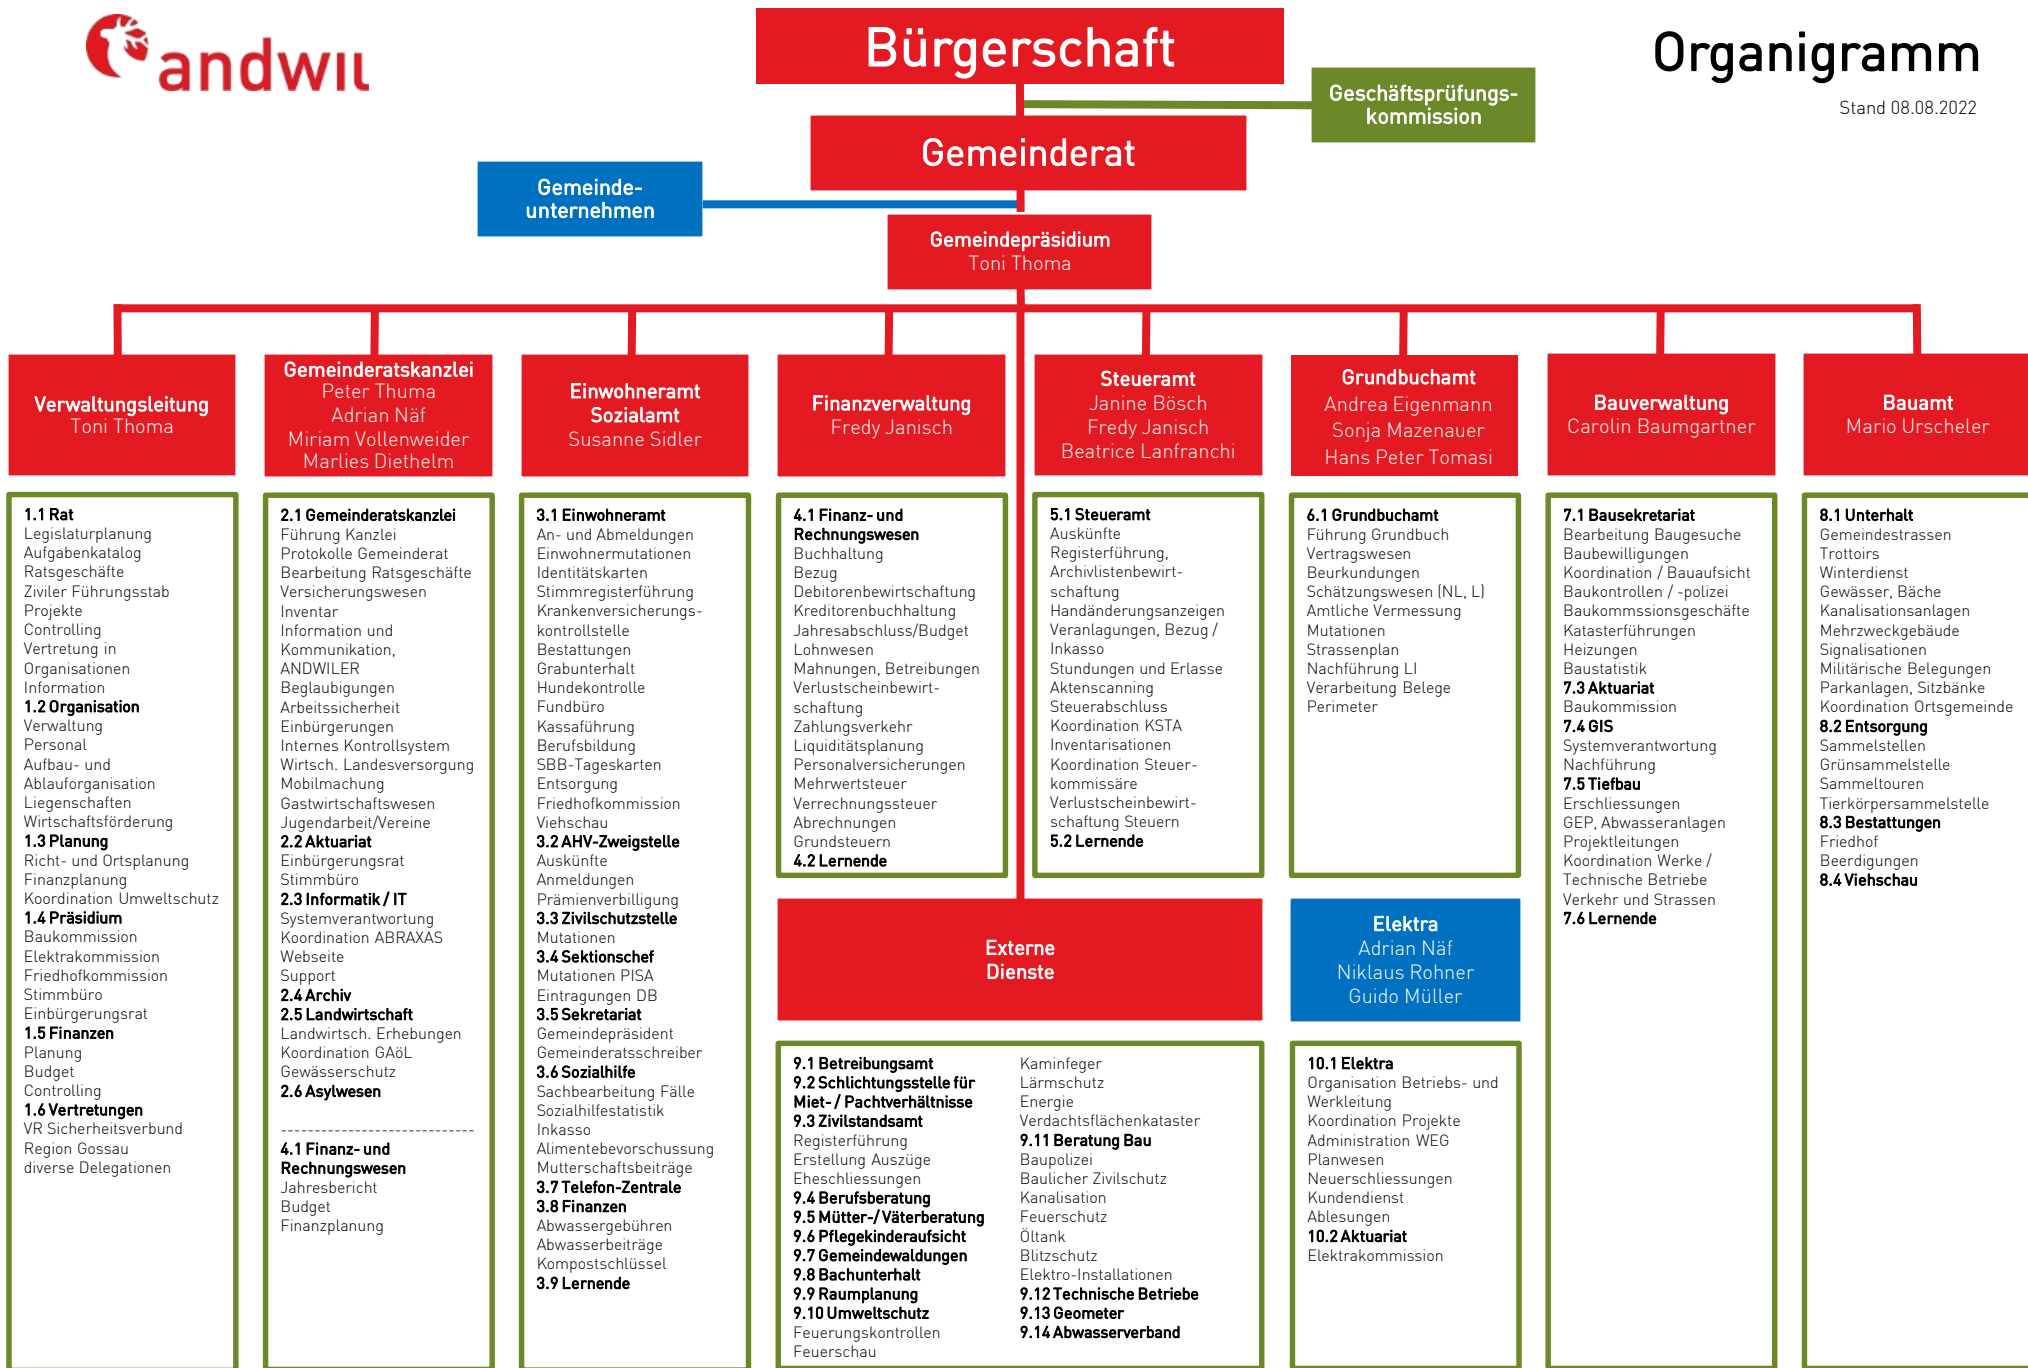 andwil
Bürgerschaft
Organigramm
Stand 08.08.2022
Geschäftsprüfungs-
kommission
Gemeinderat
Gemeinde-
unternehmen
Gemeindepräsidium
Toni Thoma
Verwaltungsleitung
Toni Thoma
Gemeinderatskanzlei
Peter Thuma
Adrian Näf
Miriam Vollenweider
Marlies Diethelm
Einwohneramt
Sozialamt
Susanne Sidler
Finanzverwaltung
Fredy Janisch
Steueramt
Janine Bösch
Fredy Janisch
Beatrice Lanfranchi
Grundbuchamt
Andrea Eigenmann
Sonja Mazenauer
Hans Peter Tomasi
Bauverwaltung
Carolin Baumgartner
Bauamt
Mario Urscheler
1.1 Rat
Legislaturplanung
Aufgabenkatalog
Ratsgeschäfte
Ziviler Führungsstab
Projekte
Controlling
Vertretung in
Organisationen
Information
1.2 Organisation
Verwaltung
Personal
Aufbau- und
Ablauforganisation
Liegenschaften
Wirtschaftsförderung
1.3 Planung
Richt- und Ortsplanung
Finanzplanung
Koordination Umweltschutz
1.4 Präsidium
Baukommission
Elektrakommission
Friedhofkommission
Stimmbüro
Einbürgerungsrat
1.5 Finanzen
Planung
Budget
Controlling
1.6 Vertretungen
VR Sicherheitsverbund
Region Gossau
diverse Delegationen
2.1 Gemeinderatskanzlei
Führung Kanzlei
Protokolle Gemeinderat
Bearbeitung Ratsgeschäfte
Versicherungswesen
Inventar
Information und
Kommunikation,
ANDWILER
Beglaubigungen
Arbeitssicherheit
Einbürgerungen
Internes Kontrollsystem
Wirtsch. Landesversorgung
Mobilmachung
Gastwirtschaftswesen
Jugendarbeit/Vereine
2.2 Aktuariat
Einbürgerungsrat
Stimmbüro
2.3 Informatik / IT
Systemverantwortung
Koordination ABRAXAS
Webseite
Support
2.4 Archiv
2.5 Landwirtschaft
Landwirtsch. Erhebungen
Koordination GAöL
Gewässerschutz
2.6 Asylwesen
-----------------------------
4.1 Finanz- und
Rechnungswesen
Jahresbericht
Budget
Finanzplanung
3.1 Einwohneramt
An- und Abmeldungen
Einwohnermutationen
Identitätskarten
Stimmregisterführung
Krankenversicherungs-
kontrollstelle
Bestattungen
Grabunterhalt
Hundekontrolle
Fundbüro
Kassaführung
Berufsbildung
SBB-Tageskarten
Entsorgung
Friedhofkommission
Viehschau
3.2 AHV-Zweigstelle
Auskünfte
Anmeldungen
Prämienverbilligung
3.3 Zivilschutzstelle
Mutationen
3.4 Sektionschef
Mutationen PISA
Eintragungen DB
3.5 Sekretariat
Gemeindepräsident
Gemeinderatsschreiber
3.6 Sozialhilfe
Sachbearbeitung Fälle
Sozialhilfestatistik
Inkasso
Alimentebevorschussung
Mutterschaftsbeiträge
3.7 Telefon-Zentrale
3.8 Finanzen
Abwassergebühren
Abwasserbeiträge
Kompostschlüssel
3.9 Lernende
4.1 Finanz- und
Rechnungswesen
Buchhaltung
Bezug
Debitorenbewirtschaftung
Kreditorenbuchhaltung
Jahresabschluss/Budget
Lohnwesen
Mahnungen, Betreibungen
Verlustscheinbewirt-
schaftung
Zahlungsverkehr
Liquiditätsplanung
Personalversicherungen
Mehrwertsteuer
Verrechnungssteuer
Abrechnungen
Grundsteuern
4.2 Lernende
5.1 Steueramt
Auskünfte
Registerführung,
Archivlistenbewirt-
schaftung
Handänderungsanzeigen
Veranlagungen, Bezug /
Inkasso
Stundungen und Erlasse
Aktenscanning
Steuerabschluss
Koordination KSTA
Inventarisationen
Koordination Steuer-
kommissäre
Verlustscheinbewirt-
schaftung Steuern
5.2 Lernende
6.1 Grundbuchamt
Führung Grundbuch
Vertragswesen
Beurkundungen
Schätzungswesen (NL, L)
Amtliche Vermessung
Mutationen
Strassenplan
Nachführung LI
Verarbeitung Belege
Perimeter
7.1 Bausekretariat
Bearbeitung Baugesuche
Baubewilligungen
Koordination / Bauaufsicht
Baukontrollen / -polizei
Baukommssionsgeschäfte
Katasterführungen
Heizungen
Baustatistik
7.3 Aktuariat
Baukommission
7.4 GIS
Systemverantwortung
Nachführung
7.5 Tiefbau
Erschliessungen
GEP, Abwasseranlagen
Projektleitungen
Koordination Werke /
Technische Betriebe
Verkehr und Strassen
7.6 Lernende
8.1 Unterhalt
Gemeindestrassen
Trottoirs
Winterdienst
Gewässer, Bäche
Kanalisationsanlagen
Mehrzweckgebäude
Signalisationen
Militärische Belegungen
Parkanlagen, Sitzbänke
Koordination Ortsgemeinde
8.2 Entsorgung
Sammelstellen
Grünsammelstelle
Sammeltouren
Tierkörpersammelstelle
8.3 Bestattungen
Friedhof
Beerdigungen
8.4 Viehschau
Externe
Dienste
Elektra
Adrian Näf
Niklaus Rohner
Guido Müller
9.1 Betreibungsamt
9.2 Schlichtungsstelle für
Miet- / Pachtverhältnisse
9.3 Zivilstandsamt
Registerführung
Erstellung Auszüge
Eheschliessungen
9.4 Berufsberatung
9.5 Mütter-/ Väterberatung
9.6 Pflegekinderaufsicht
9.7 Gemeindewaldungen
9.8 Bachunterhalt
9.9 Raumplanung
9.10 Umweltschutz
Feuerungskontrollen
Feuerschau
Kaminfeger
Lärmschutz
Energie
Verdachtsflächenkataster
9.11 Beratung Bau
Baupolizei
Baulicher Zivilschutz
Kanalisation
Feuerschutz
Öltank
Blitzschutz
Elektro-Installationen
9.12 Technische Betriebe
9.13 Geometer
9.14 Abwasserverband
10.1 Elektra
Organisation Betriebs- und
Werkleitung
Koordination Projekte
Administration WEG
Planwesen
Neuerschliessungen
Kundendienst
Ablesungen
10.2 Aktuariat
Elektrakommission